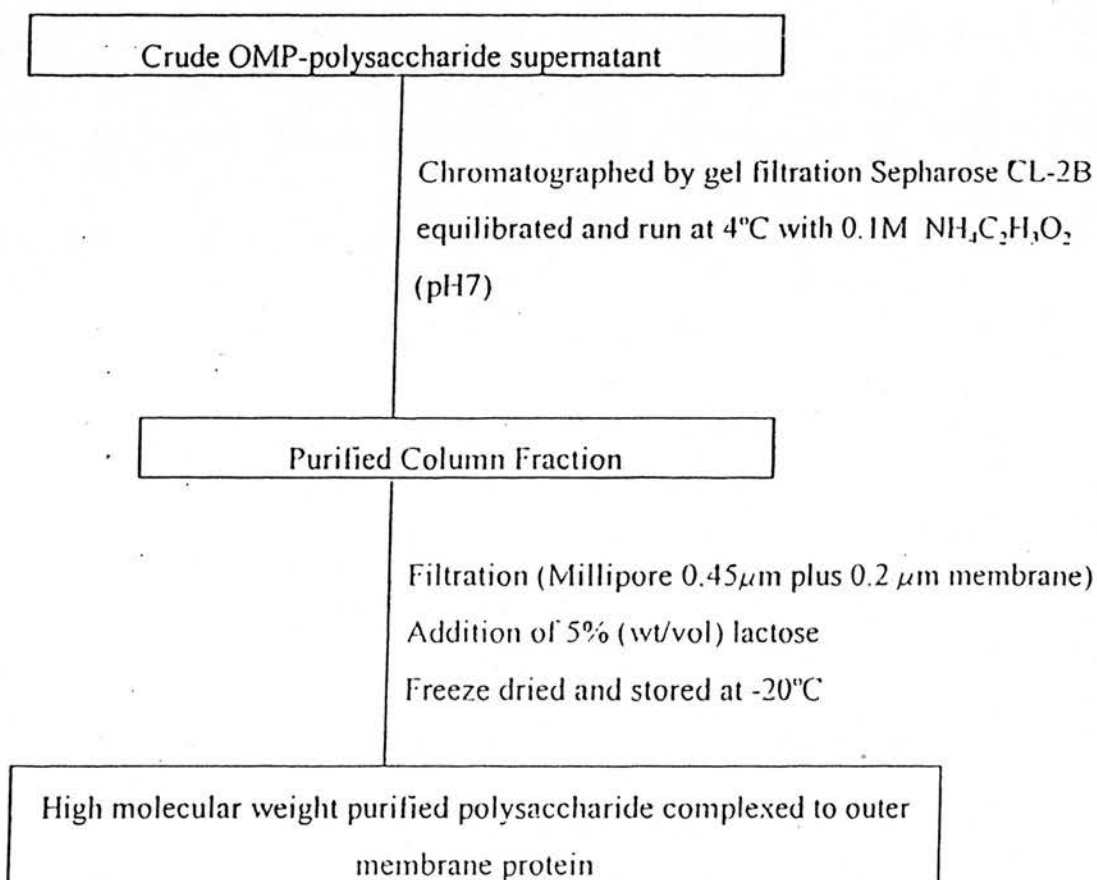 Crude OMP-polysaccharide supernatant
Chromatographed by gel filtration Sepharose CL-2B
equilibrated and run at 4°C with 0.1M NH₄C₂H₃O₂
(pH7)
Purified Column Fraction
Filtration (Millipore 0.45μm plus 0.2 μm membrane)
Addition of 5% (wt/vol) lactose
Freeze dried and stored at -20°C
High molecular weight purified polysaccharide complexed to outer
membrane protein